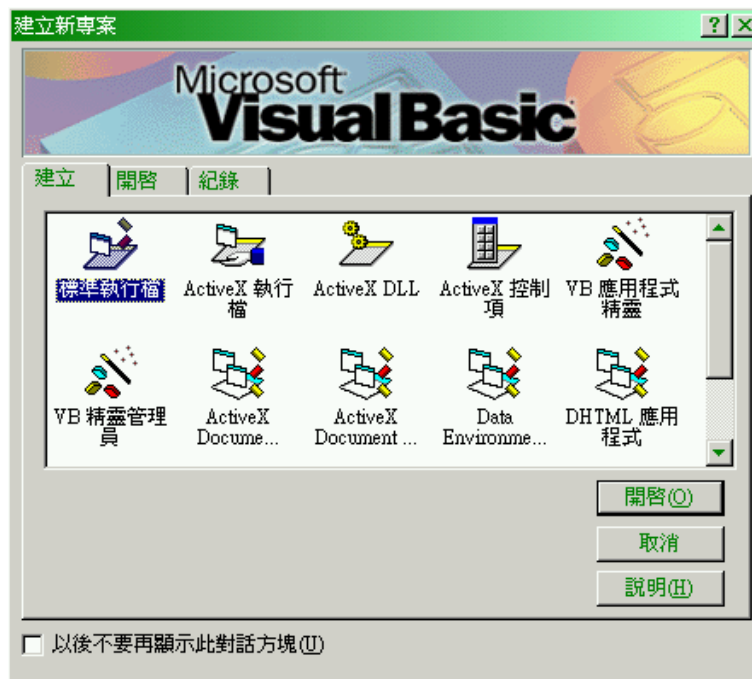 建立新專案
Microsoft
Visual Basic
建立
開啓
紀錄
標準執行檔
ActiveX 執行
檔
ActiveX DLL
ActiveX 控制
項
VB 應用程式
精靈
VB 精靈管理
員
ActiveX
Docume...
ActiveX
Document ...
Data
Environme...
DHTML 應用
程式
開啓(O)
取消
說明(H)
以後不要再顯示此對話方塊(U)